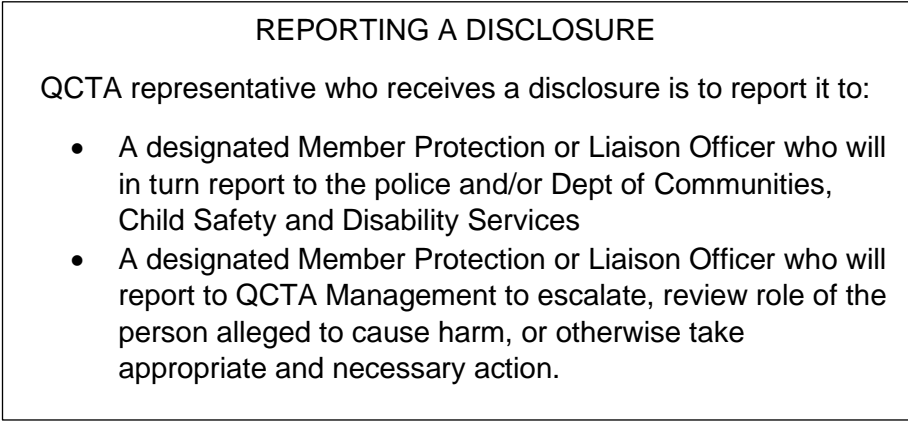 REPORTING A DISCLOSURE
QCTA representative who receives a disclosure is to report it to:
• A designated Member Protection or Liaison Officer who will
in turn report to the police and/or Dept of Communities,
Child Safety and Disability Services
• A designated Member Protection or Liaison Officer who will
report to QCTA Management to escalate, review role of the
person alleged to cause harm, or otherwise take
appropriate and necessary action.